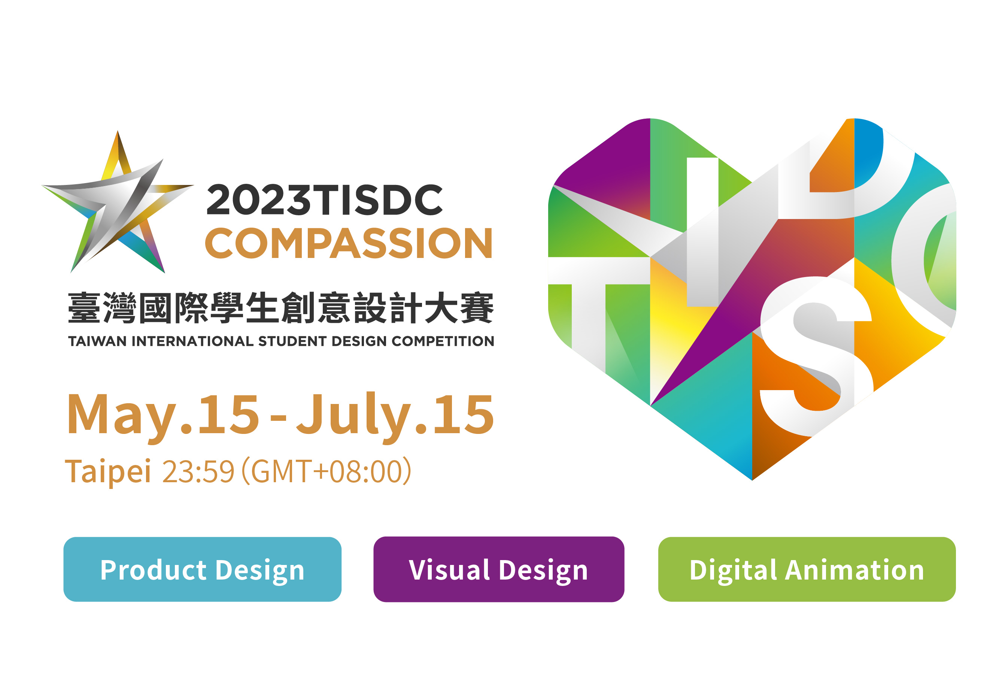 2023TISDC
COMPASSION
臺灣國際學生創意設計大賽
TAIWAN INTERNATIONAL STUDENT DESIGN COMPETITION
May.15-July.15
Taipei 23:59 (GMT+08:00)
TISDC
Product Design
Visual Design
Digital Animation